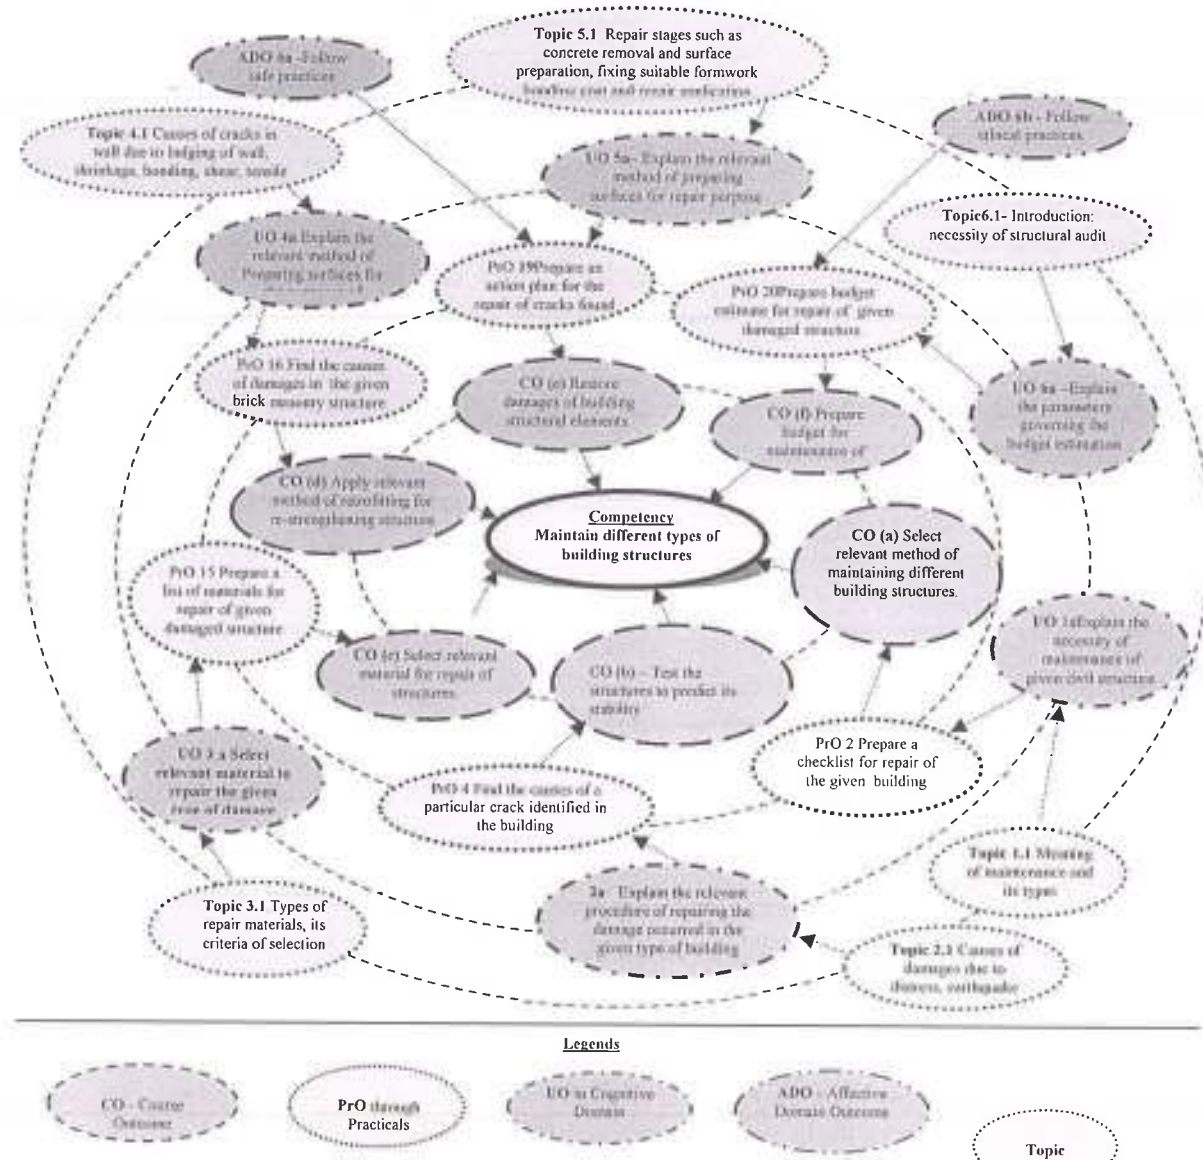 Topic 5.1 Repair stages such as
concrete removal and surface
preparation, fixing suitable formwork
bonding coat and repair application
ADO 6a -Follow
safe practices
ADO 6b - Follow
ethical practices
Topic 4.1 Causes of cracks in
wall due to bulging of wall,
shrinkage, bonding, shear, tensile
UO 5a- Explain the relevant
method of preparing
surfaces for repair purpose
Topic6.1- Introduction:
necessity of structural audit
UO 4a Explain the
relevant method of
Preparing surfaces for
PrO 19Prepare an
action plan for the
repair of cracks found
PrO 20Prepare budget
estimate for repair of given
damaged structure
PrO 16 Find the causes
of damages in the given
brick masonry structure
CO (e) Restore
damages of building
structural elements
CO (f) Prepare
budget for
maintenance of
UO 6a -Explain
the parameters
governing the
budget estimation
CO (d) Apply relevant
method of retrofitting for
re-strengthening structure
Competency
Maintain different types of
building structures
CO (a) Select
relevant method of
maintaining different
building structures.
PrO 15 Prepare a
list of materials for
repair of given
damaged structure
UO 1aExplain the
necessity of
maintenance of
given civil structure
CO (c) Select relevant
material for repair of
structures
CO (b) – Test the
structures to predict its
stability
UO 3 a Select
relevant material to
repair the given
type of damage
PrO 4 Find the causes of a
particular crack identified in
the building
PrO 2 Prepare a
checklist for repair of
the given building
Topic 1.1 Meaning
of maintenance and
its types
Topic 3.1 Types of
repair materials, its
criteria of selection
2a Explain the relevant
procedure of repairing the
damage occurred in the
given type of building
Topic 2.1 Causes of
damages due to
distress, earthquake
Legends
CO - Course
Outcome
PrO through
Practicals
UO in Cognitive
Domain
ADO - Affective
Domain Outcome
Topic